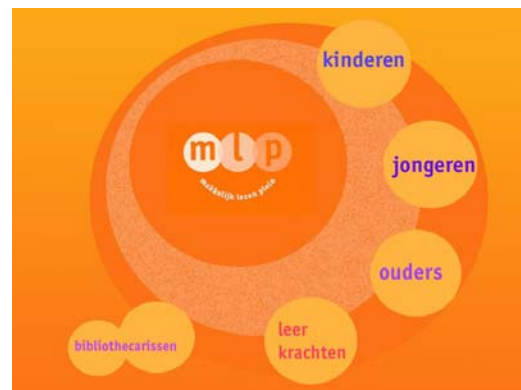 kinderen
mlp
makkelijk lezen plein
jongeren
ouders
leer
krachten
bibliothecarissen